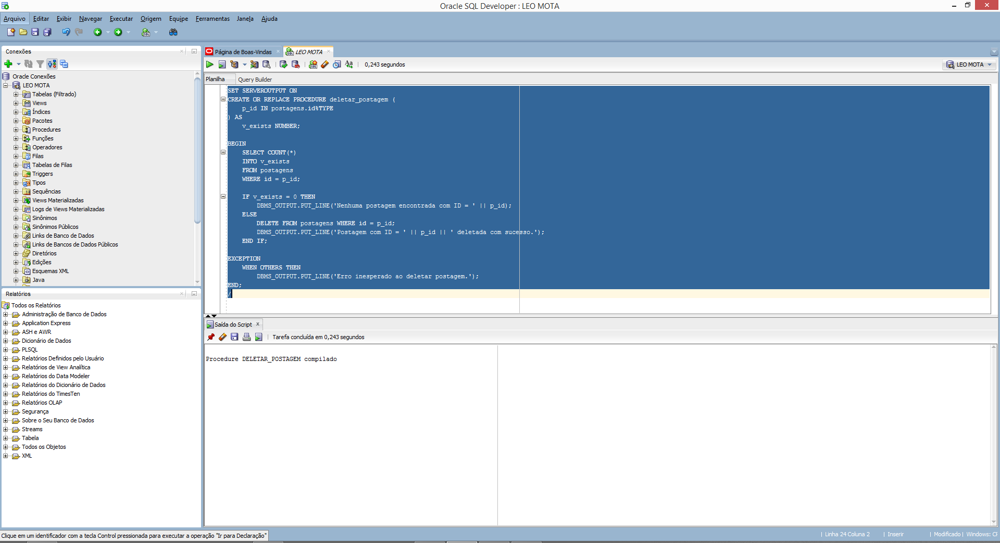 Oracle SQL Developer : LEO MOTA
Arquivo Editar Exibir Navegar Executar Origem Equipe Ferramentas Janela Ajuda
Conexões
Oracle Conexões
LEO MOTA
Tabelas (Filtrado)
Views
Índices
Pacotes
Procedures
Funções
Operadores
Filas
Tabelas de Filas
Triggers
Tipos
Sequências
Views Materializadas
Logs de Views Materializadas
Sinônimos
Sinônimos Públicos
Links de Banco de Dados
Links de Bancos de Dados Públicos
Diretórios
Edições
Esquemas XML
Java
Relatórios
Todos os Relatórios
Administração de Banco de Dados
Application Express
ASH e AWR
Dicionário de Dados
PLSQL
Relatórios Definidos pelo Usuário
Relatórios de View Analítica
Relatórios do Data Modeler
Relatórios do Dicionário de Dados
Relatórios do TimesTen
Relatórios OLAP
Segurança
Sobre o Seu Banco de Dados
Streams
Tabela
Todos os Objetos
XML
Página de Boas-Vindas LEO MOTA
0,243 segundos LEO MOTA
Planilha Query Builder
SET SERVEROUTPUT ON
CREATE OR REPLACE PROCEDURE deletar_postagem (
    p_id IN postagens.id%TYPE
) AS
    v_exists NUMBER;
BEGIN
    SELECT COUNT(*)
    INTO v_exists
    FROM postagens
    WHERE id = p_id;
    IF v_exists = 0 THEN
        DBMS_OUTPUT.PUT_LINE('Nenhuma postagem encontrada com ID = ' || p_id);
    ELSE
        DELETE FROM postagens WHERE id = p_id;
        DBMS_OUTPUT.PUT_LINE('Postagem com ID = ' || p_id || ' deletada com sucesso.');
    END IF;
EXCEPTION
    WHEN OTHERS THEN
        DBMS_OUTPUT.PUT_LINE('Erro inesperado ao deletar postagem.');
END;
/
Saída do Script
Tarefa concluída em 0,243 segundos
Procedure DELETAR_POSTAGEM compilado
Clique em um identificador com a tecla Control pressionada para executar a operação "Ir para Declaração"
Linha 24 Coluna 2 | Inserir | Modificado | Windows: CF